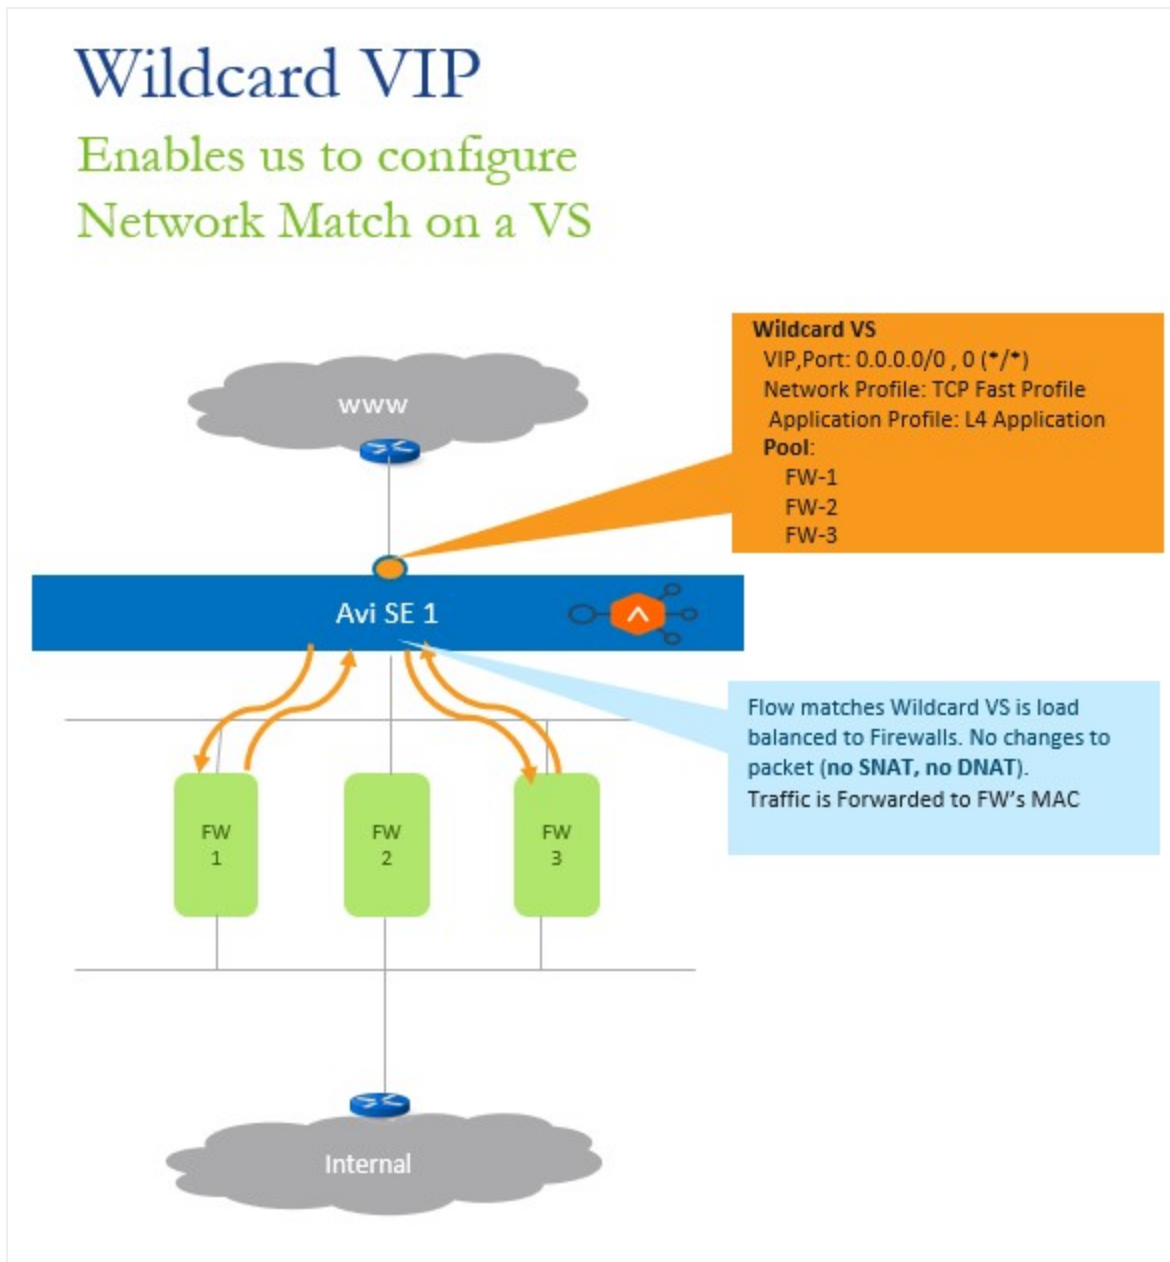 Wildcard VIP
Enables us to configure
Network Match on a VS
Wildcard VS
VIP,Port: 0.0.0.0/0 , 0 (*/*)
Network Profile: TCP Fast Profile
Application Profile: L4 Application
Pool:
FW-1
FW-2
FW-3
www
Avi SE 1
Flow matches Wildcard VS is load
balanced to Firewalls. No changes to
packet (no SNAT, no DNAT).
Traffic is Forwarded to FW's MAC
FW
1
FW
2
FW
3
Internal